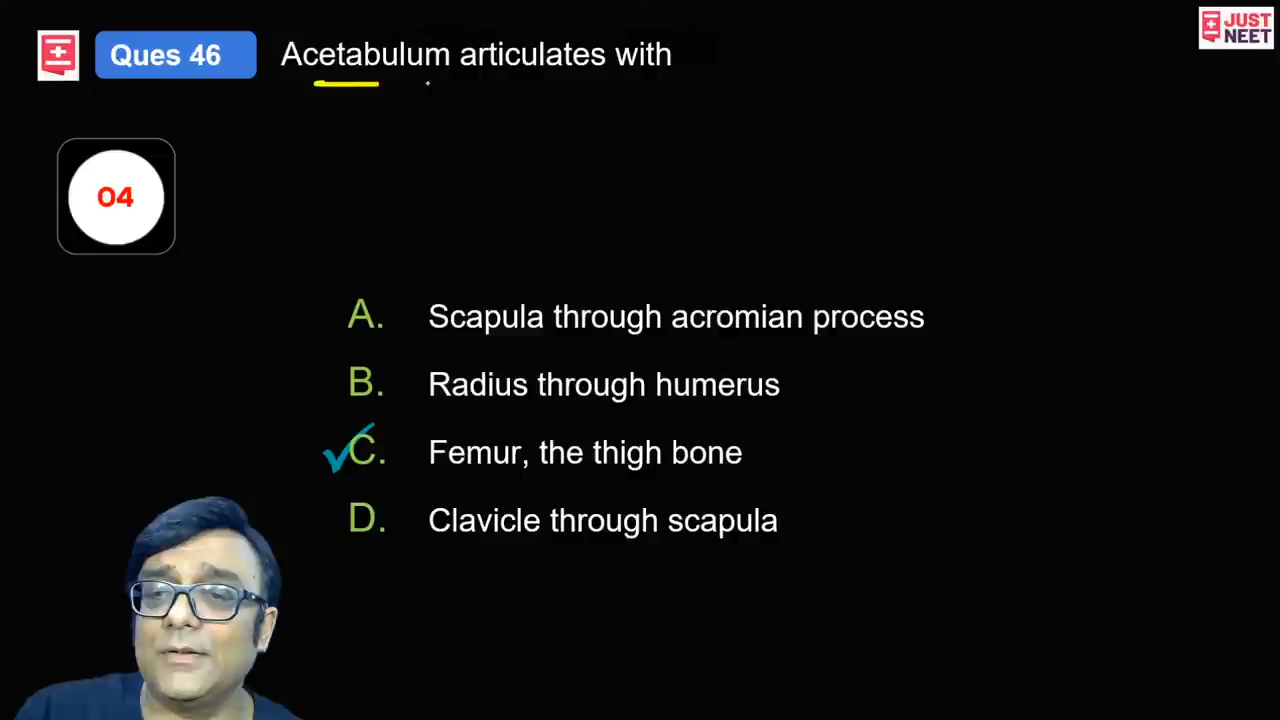 JUST
NEET
Ques 46 Acetabulum articulates with
04
A. Scapula through acromian process
B. Radius through humerus
C. Femur, the thigh bone
D. Clavicle through scapula